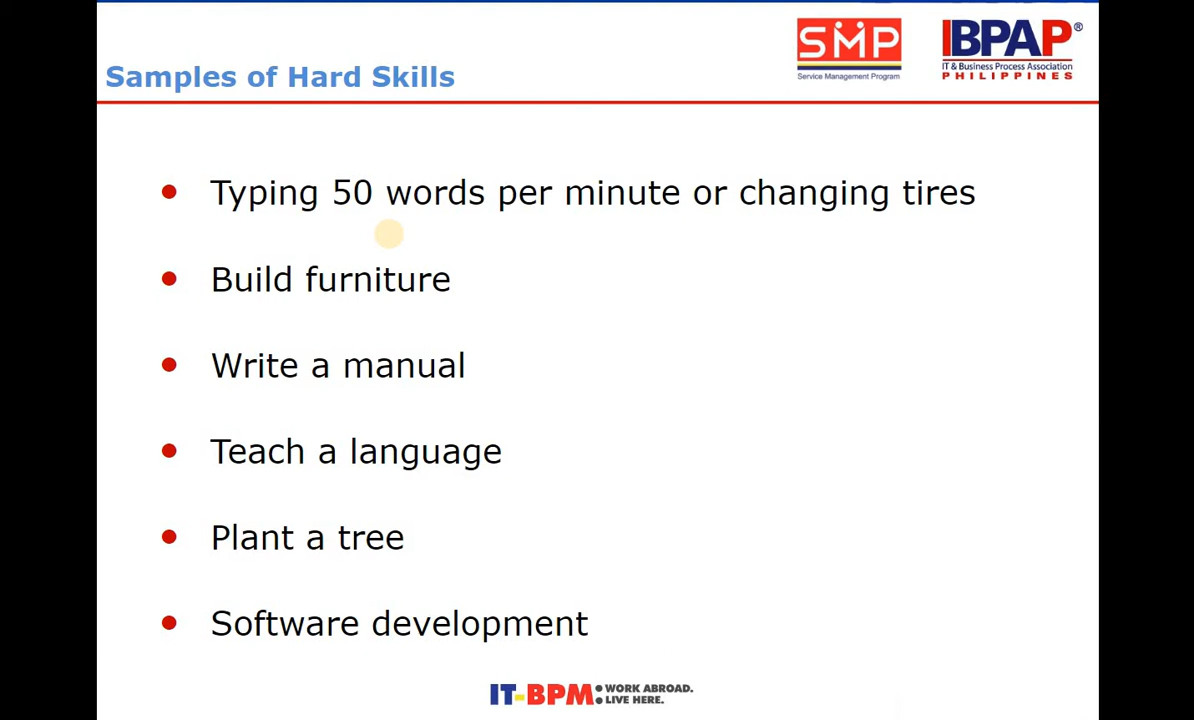 Samples of Hard Skills
SMP
Service Management Program
IBPAP®
IT & Business Process Association
PHILIPPINES
Typing 50 words per minute or changing tires
Build furniture
Write a manual
Teach a language
Plant a tree
Software development
IT-BPM: WORK ABROAD.
LIVE HERE.